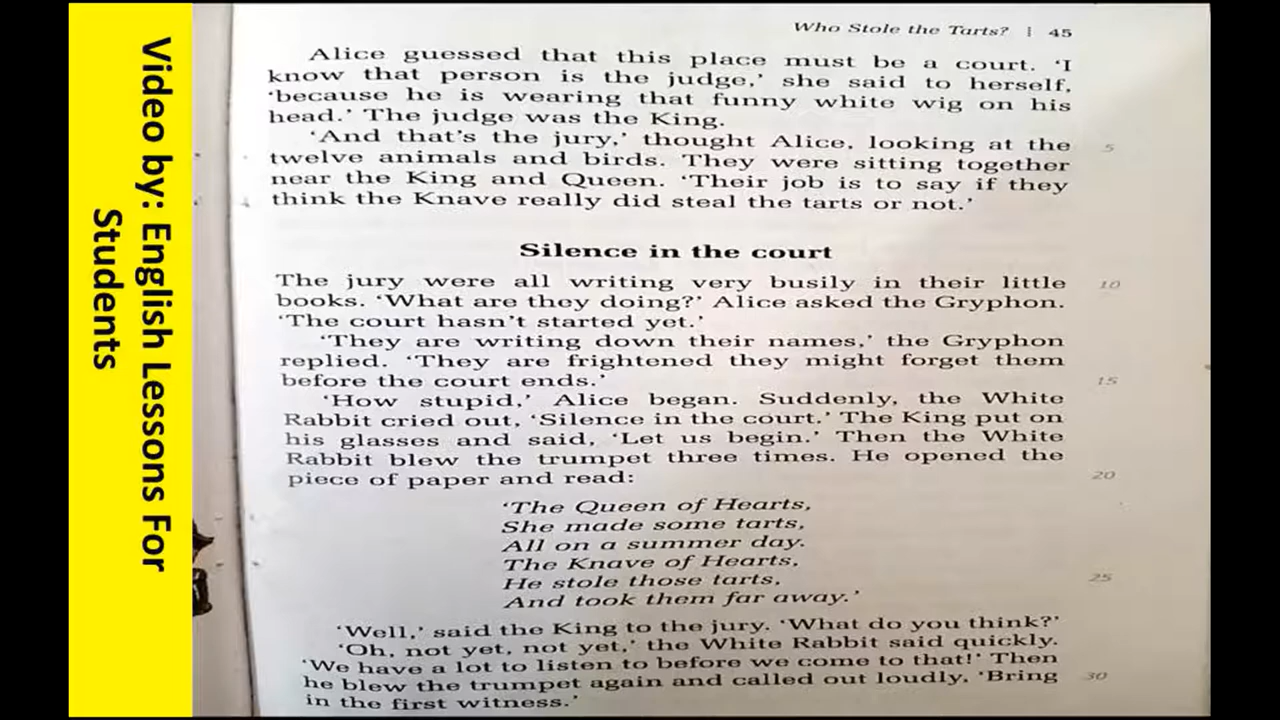 Video by: English Lessons For
Students
Who Stole the Tarts? | 45
Alice guessed that this place must be a court. ‘I
know that person is the judge,’ she said to herself,
‘because he is wearing that funny white wig on his
head.’ The judge was the King.
‘And that’s the jury,’ thought Alice, looking at the
twelve animals and birds. They were sitting together
near the King and Queen. ‘Their job is to say if they
think the Knave really did steal the tarts or not.’
5
Silence in the court
The jury were all writing very busily in their little
books. ‘What are they doing?’ Alice asked the Gryphon.
‘The court hasn’t started yet.’
10
‘They are writing down their names,’ the Gryphon
replied. ‘They are frightened they might forget them
before the court ends.’
15
‘How stupid,’ Alice began. Suddenly, the White
Rabbit cried out, ‘Silence in the court.’ The King put on
his glasses and said, ‘Let us begin.’ Then the White
Rabbit blew the trumpet three times. He opened the
piece of paper and read:
20
‘The Queen of Hearts,
She made some tarts,
All on a summer day.
The Knave of Hearts,
He stole those tarts,
And took them far away.’
25
‘Well,’ said the King to the jury. ‘What do you think?’
‘Oh, not yet, not yet,’ the White Rabbit said quickly.
‘We have a lot to listen to before we come to that!’ Then
he blew the trumpet again and called out loudly, ‘Bring
in the first witness.’
30